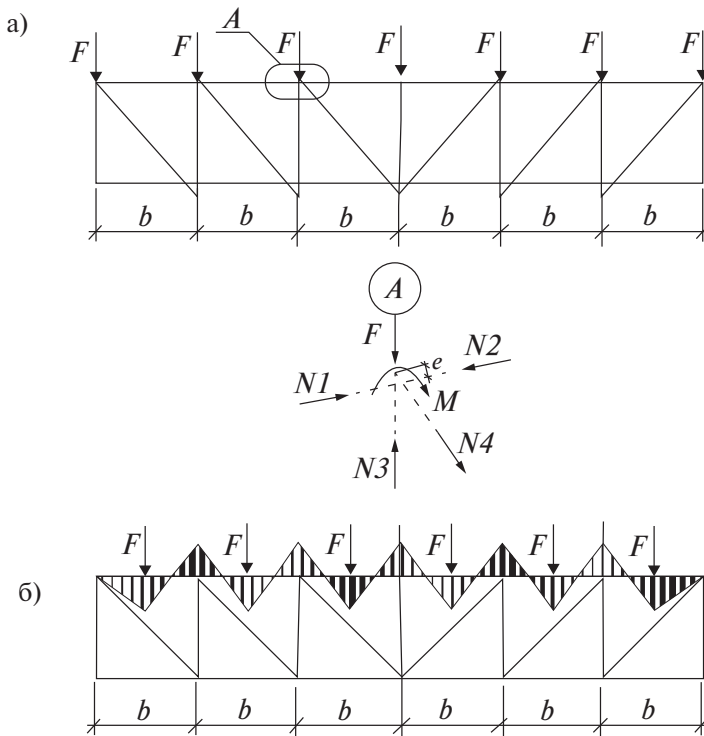 а)
A
F F F F F F F
b b b b b b
A
F
e
N2
N1
M
N4
N3
F F F F F F
б)
b b b b b b